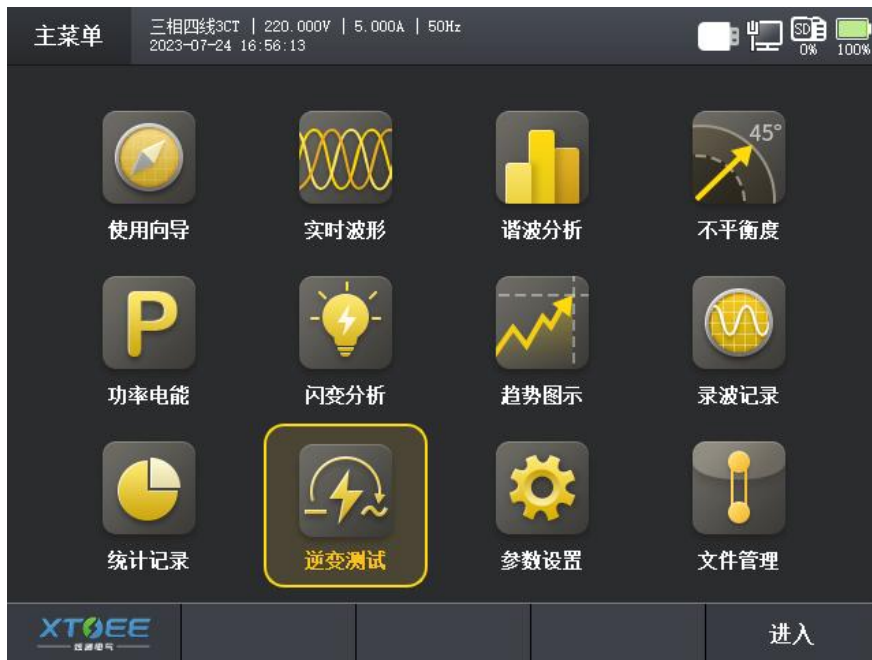 主菜单
三相四线3CT | 220.000V | 5.000A | 50Hz
2023-07-24 16:56:13
SD
0%
100%
45°
使用向导
实时波形
谐波分析
不平衡度
P
功率电能
闪变分析
趋势图示
录波记录
统计记录
逆变测试
参数设置
文件管理
XTOEE
进入